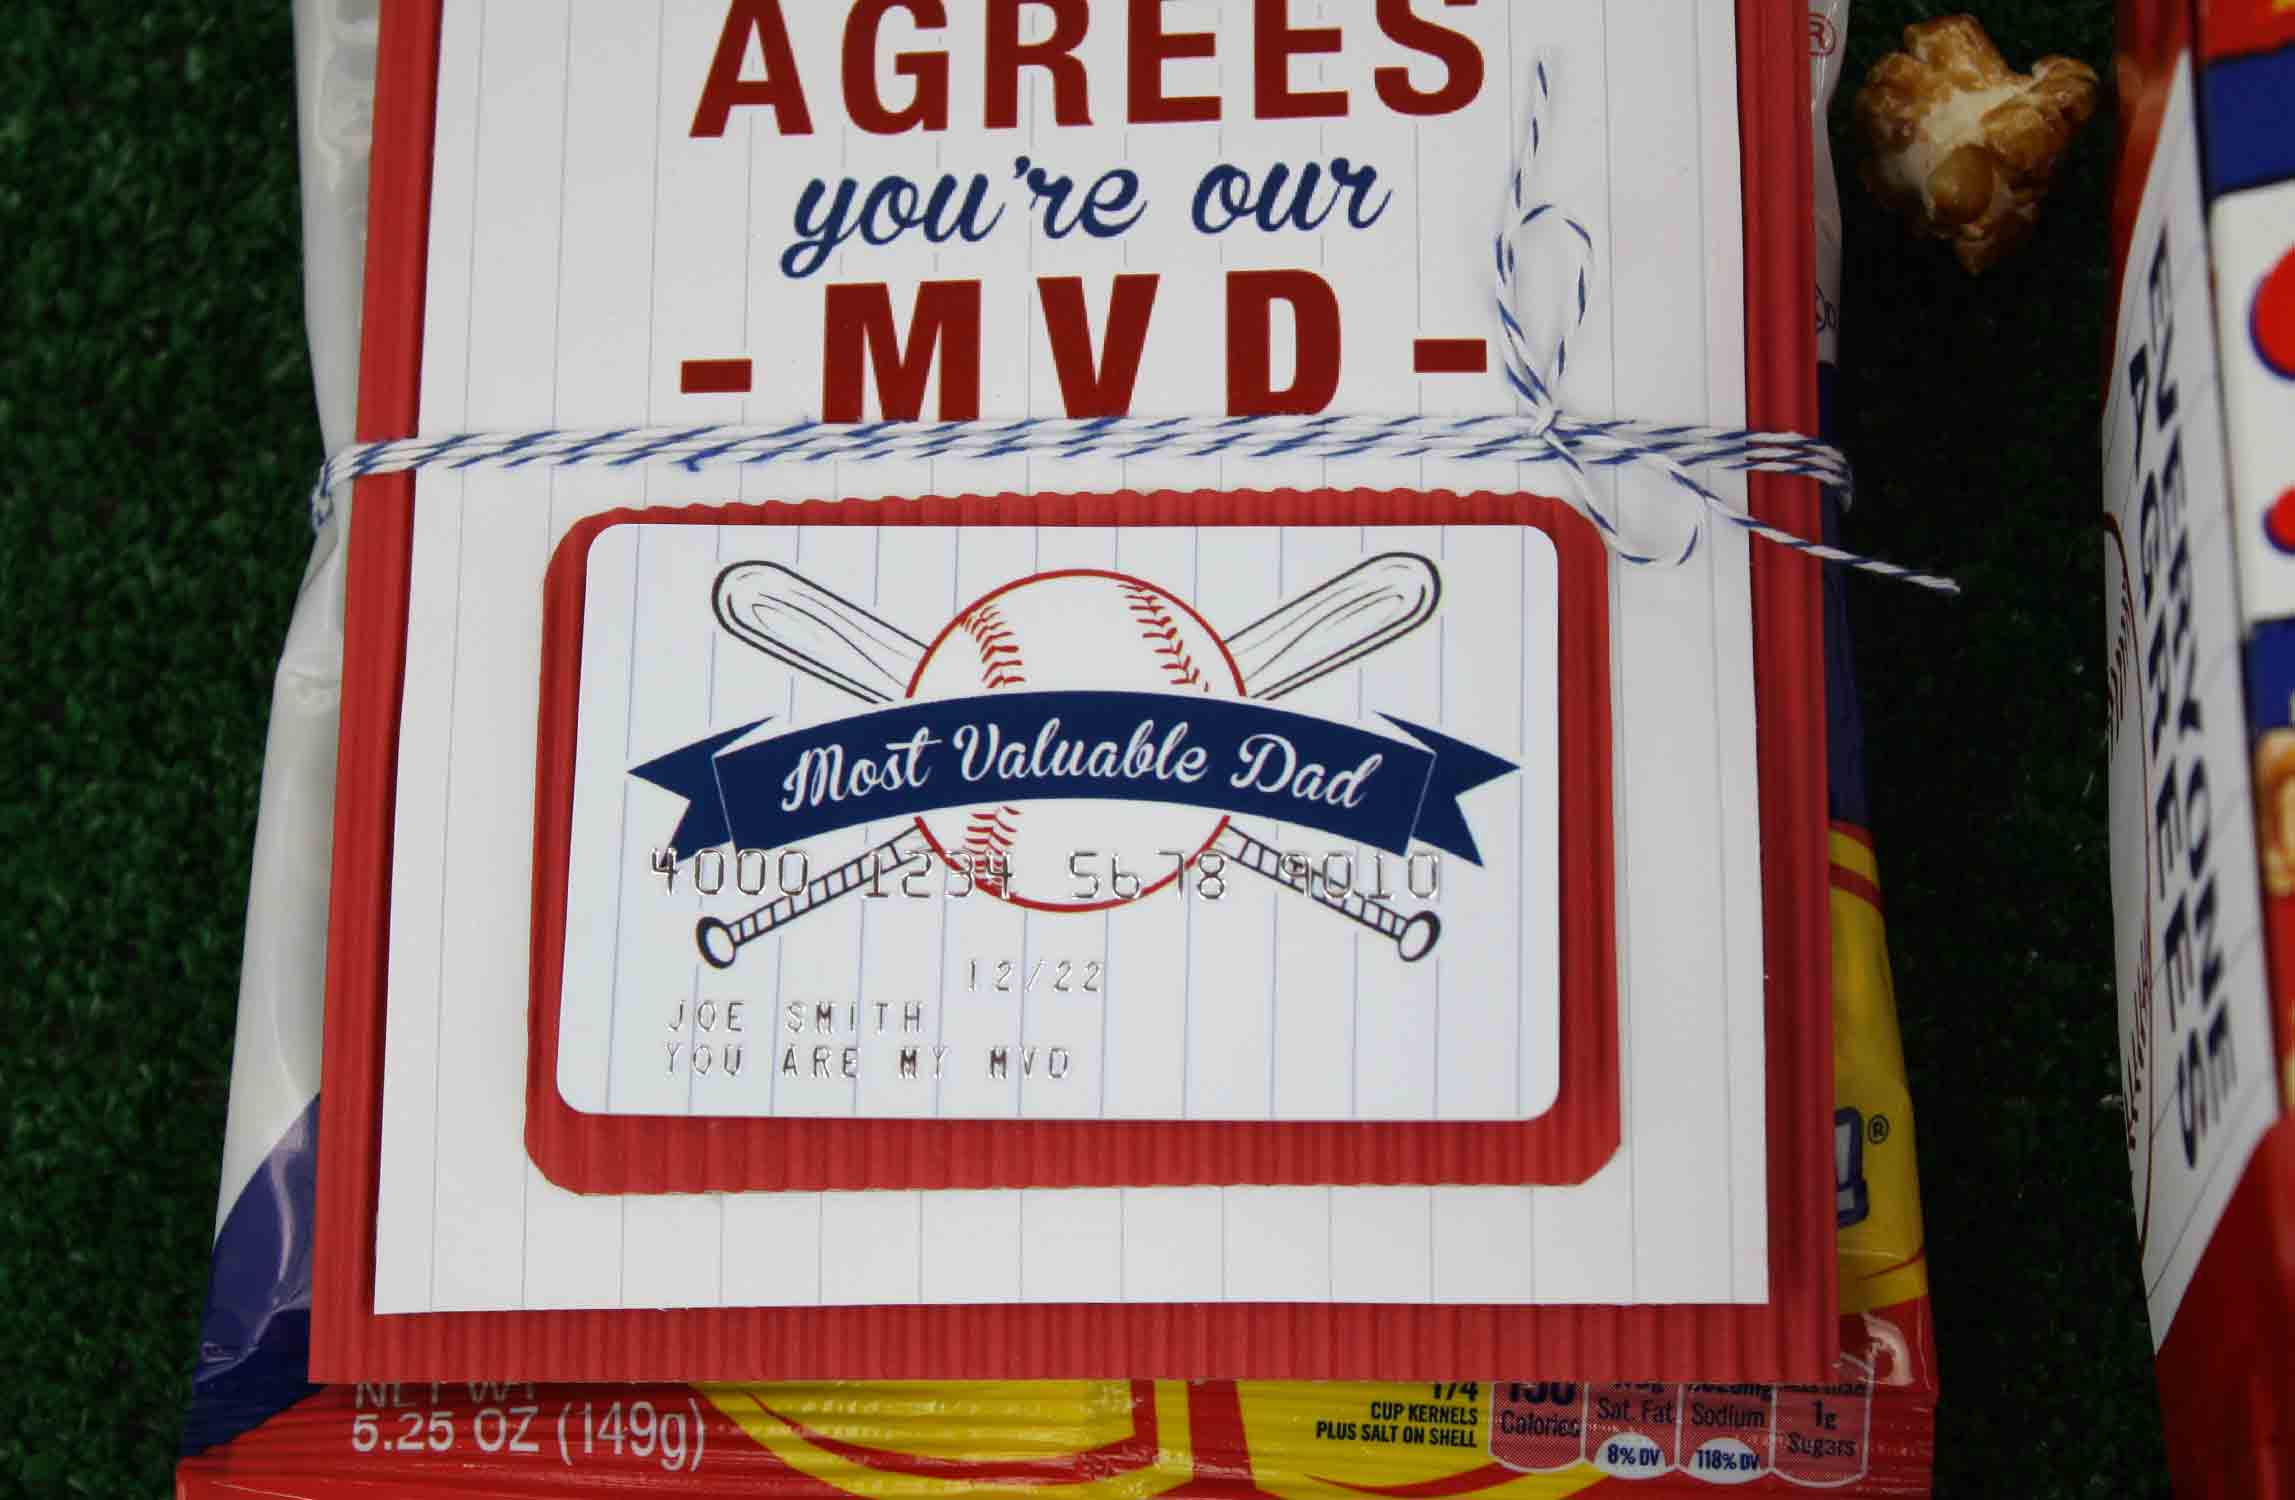 AGREES
you're our
- MVD -
Most Valuable Dad
4000 1234 5678 9010
12/22
JOE SMITH
YOU ARE MY MVD
NET WT
5.25 OZ (149g)
1/4
CUP KERNELS
PLUS SALT ON SHELL
Calories
Sat. Fat
8% DV
Sodium
118% DV
1g
Sugars
EVERYONE
AGREES
®